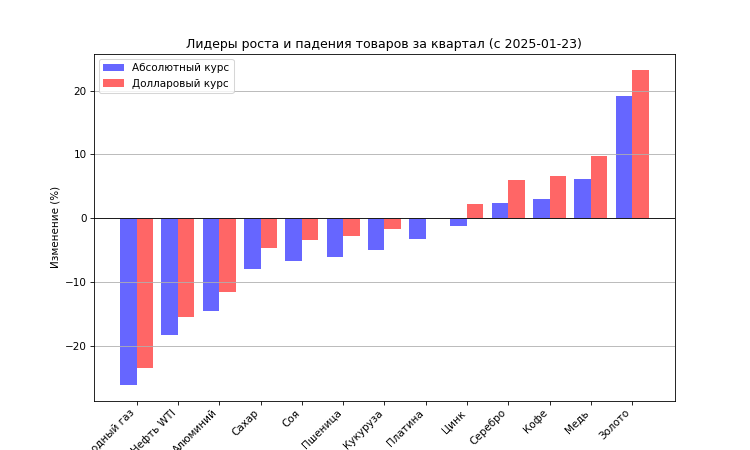 Лидеры роста и падения товаров за квартал (с 2025-01-23)
Абсолютный курс
Долларовый курс
Изменение (%)
20
10
0
−10
−20
газ
Нефть WTI
Алюминий
Сахар
Соя
Пшеница
Кукуруза
Платина
Цинк
Серебро
Кофе
Медь
Золото